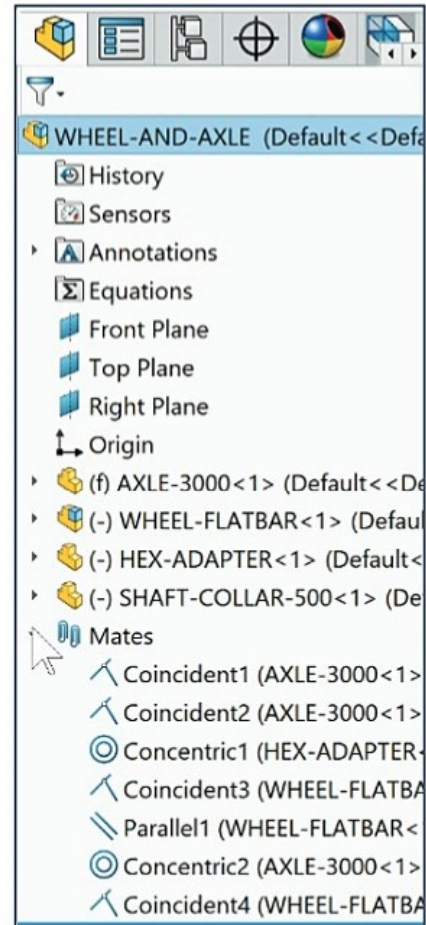 WHEEL-AND-AXLE (Default<<Defa
History
Sensors
Annotations
Equations
Front Plane
Top Plane
Right Plane
Origin
(f) AXLE-3000<1> (Default<<De
(-) WHEEL-FLATBAR<1> (Defaul
(-) HEX-ADAPTER<1> (Default<
(-) SHAFT-COLLAR-500<1> (De
Mates
Coincident1 (AXLE-3000<1>
Coincident2 (AXLE-3000<1>
Concentric1 (HEX-ADAPTER<
Coincident3 (WHEEL-FLATBA
Parallel1 (WHEEL-FLATBAR<
Concentric2 (AXLE-3000<1>
Coincident4 (WHEEL-FLATBA